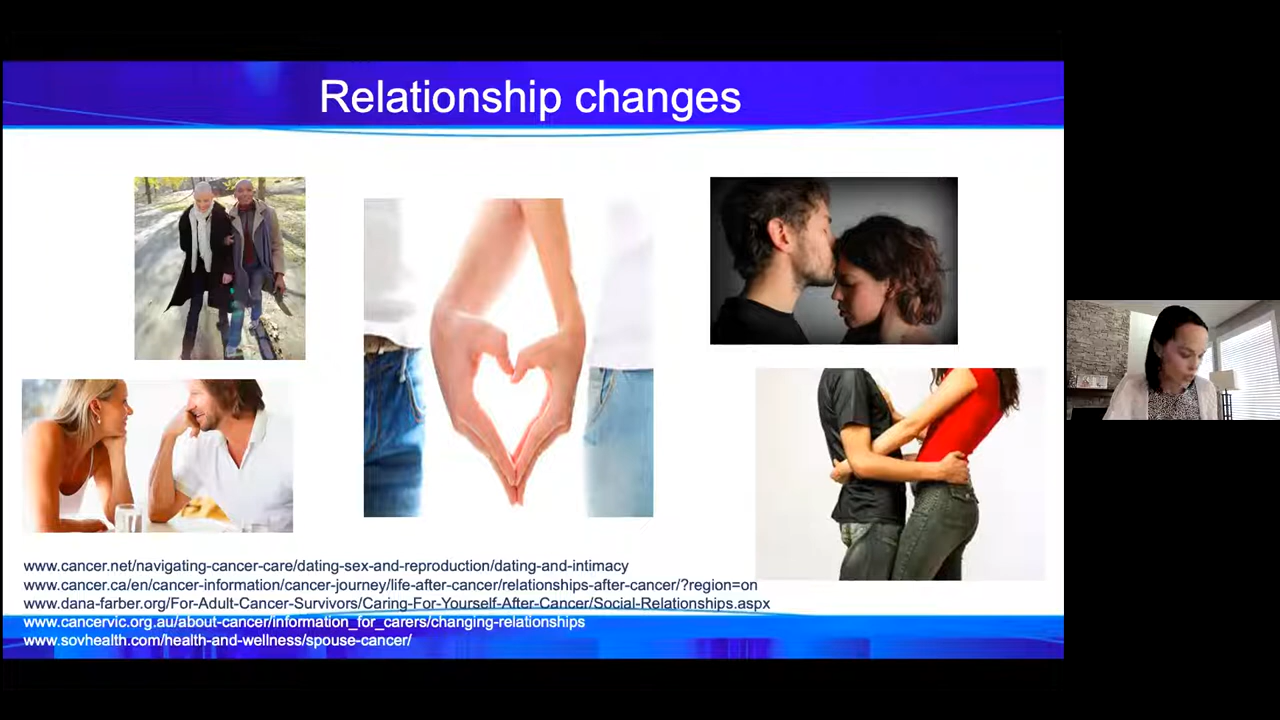 Relationship changes
www.cancer.net/navigating-cancer-care/dating-sex-and-reproduction/dating-and-intimacy
www.cancer.ca/en/cancer-information/cancer-journey/life-after-cancer/relationships-after-cancer/?region=on
www.dana-farber.org/For-Adult-Cancer-Survivors/Caring-For-Yourself-After-Cancer/Social-Relationships.aspx
www.cancervic.org.au/about-cancer/information_for_carers/changing-relationships
www.sovhealth.com/health-and-wellness/spouse-cancer/